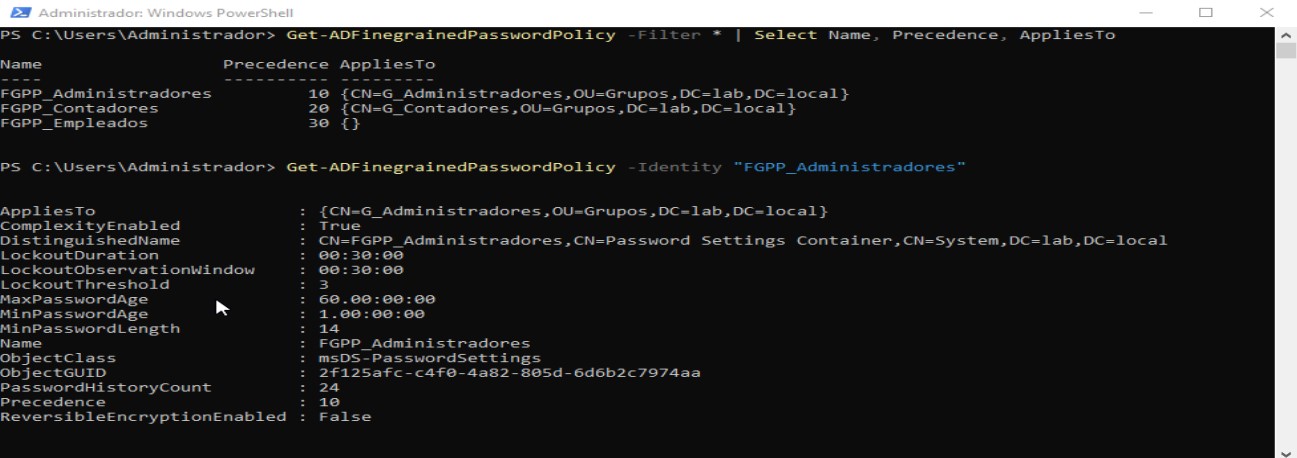 Administrador: Windows PowerShell
PS C:\Users\Administrador> Get-ADFinegrainedPasswordPolicy -Filter * | Select Name, Precedence, AppliesTo
Name                Precedence AppliesTo
----                ---------- ---------
FGPP_Administradores        10 {CN=G_Administradores,OU=Grupos,DC=lab,DC=local}
FGPP_Contadores             20 {CN=G_Contadores,OU=Grupos,DC=lab,DC=local}
FGPP_Empleados              30 {}
PS C:\Users\Administrador> Get-ADFinegrainedPasswordPolicy -Identity "FGPP_Administradores"
AppliesTo                   : {CN=G_Administradores,OU=Grupos,DC=lab,DC=local}
ComplexityEnabled           : True
DistinguishedName           : CN=FGPP_Administradores,CN=Password Settings Container,CN=System,DC=lab,DC=local
LockoutDuration             : 00:30:00
LockoutObservationWindow    : 00:30:00
LockoutThreshold            : 3
MaxPasswordAge              : 60.00:00:00
MinPasswordAge              : 1.00:00:00
MinPasswordLength           : 14
Name                        : FGPP_Administradores
ObjectClass                 : msDS-PasswordSettings
ObjectGUID                  : 2f125afc-c4f0-4a82-805d-6d6b2c7974aa
PasswordHistoryCount        : 24
Precedence                  : 10
ReversibleEncryptionEnabled : False